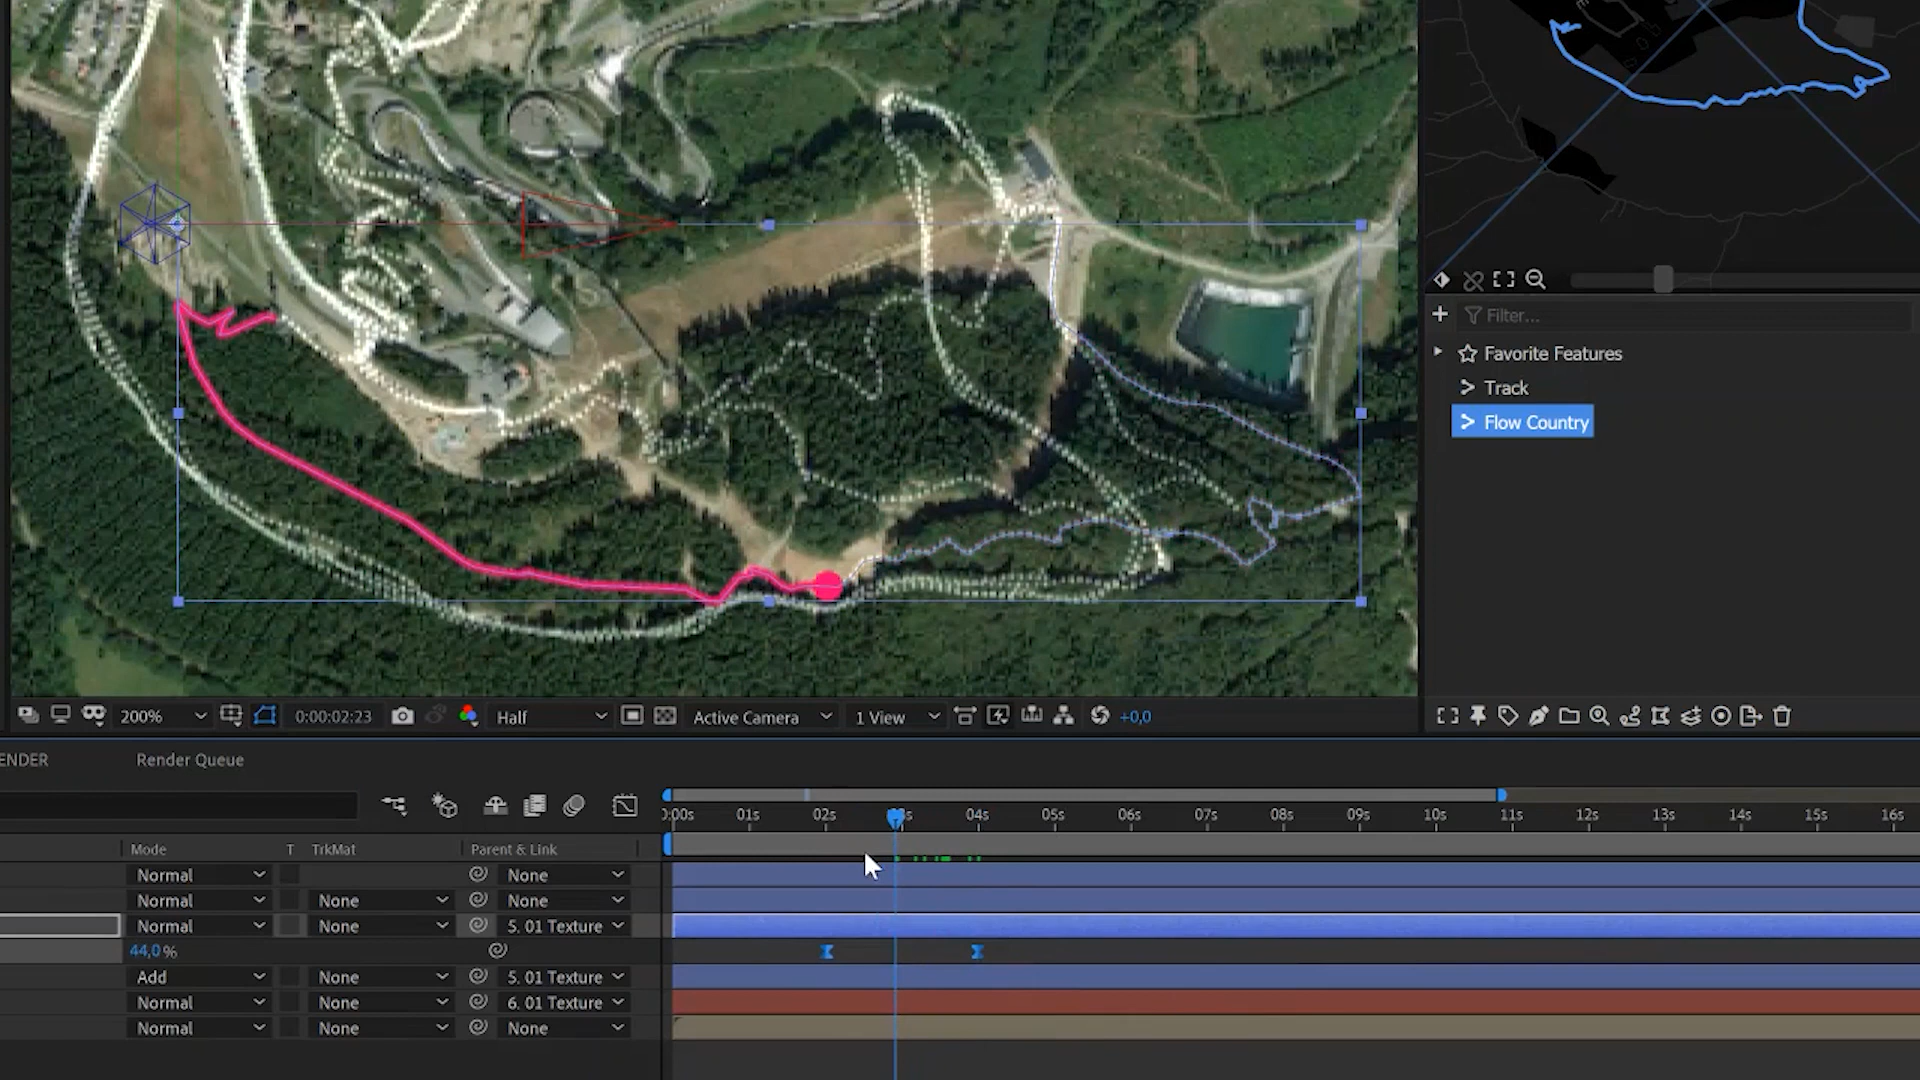 Filter...
Favorite Features
Track
Flow Country
200%
0:00:02:23
Half
Active Camera
1 View
+0,0
ENDER
Render Queue
:00s 01s 02s 04s 05s 06s 07s 08s 09s 10s 11s 12s 13s 14s 15s 16s
Mode T TrkMat Parent & Link
Normal None
Normal None None
Normal None 5. 01 Texture
44,0%
Add None 5. 01 Texture
Normal None 6. 01 Texture
Normal None None